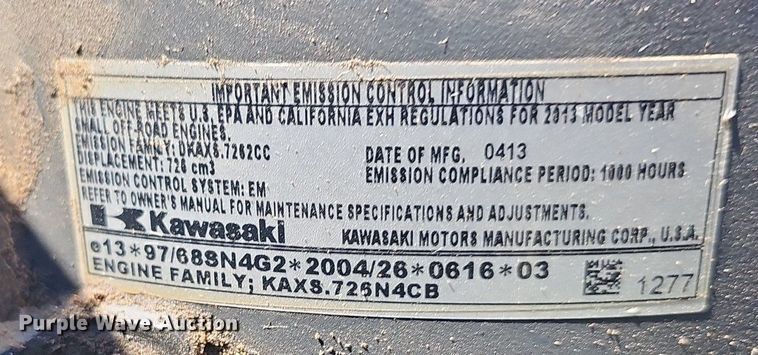 IMPORTANT EMISSION CONTROL INFORMATION
THIS ENGINE MEETS U.S. EPA AND CALIFORNIA EXH REGULATIONS FOR 2013 MODEL YEAR
SMALL OFF-ROAD ENGINES.
EMISSION FAMILY: DKAXS.7262CC DATE OF MFG. 0413
DISPLACEMENT: 726 cm3 EMISSION COMPLIANCE PERIOD: 1000 HOURS
EMISSION CONTROL SYSTEM: EM
REFER TO OWNER'S MANUAL FOR MAINTENANCE SPECIFICATIONS AND ADJUSTMENTS.
Kawasaki KAWASAKI MOTORS MANUFACTURING CORP., U.S.A.
e13*97/68SN4G2*2004/26*0616*03
ENGINE FAMILY; KAXS.726N4CB 1277
Purple Wave Auction